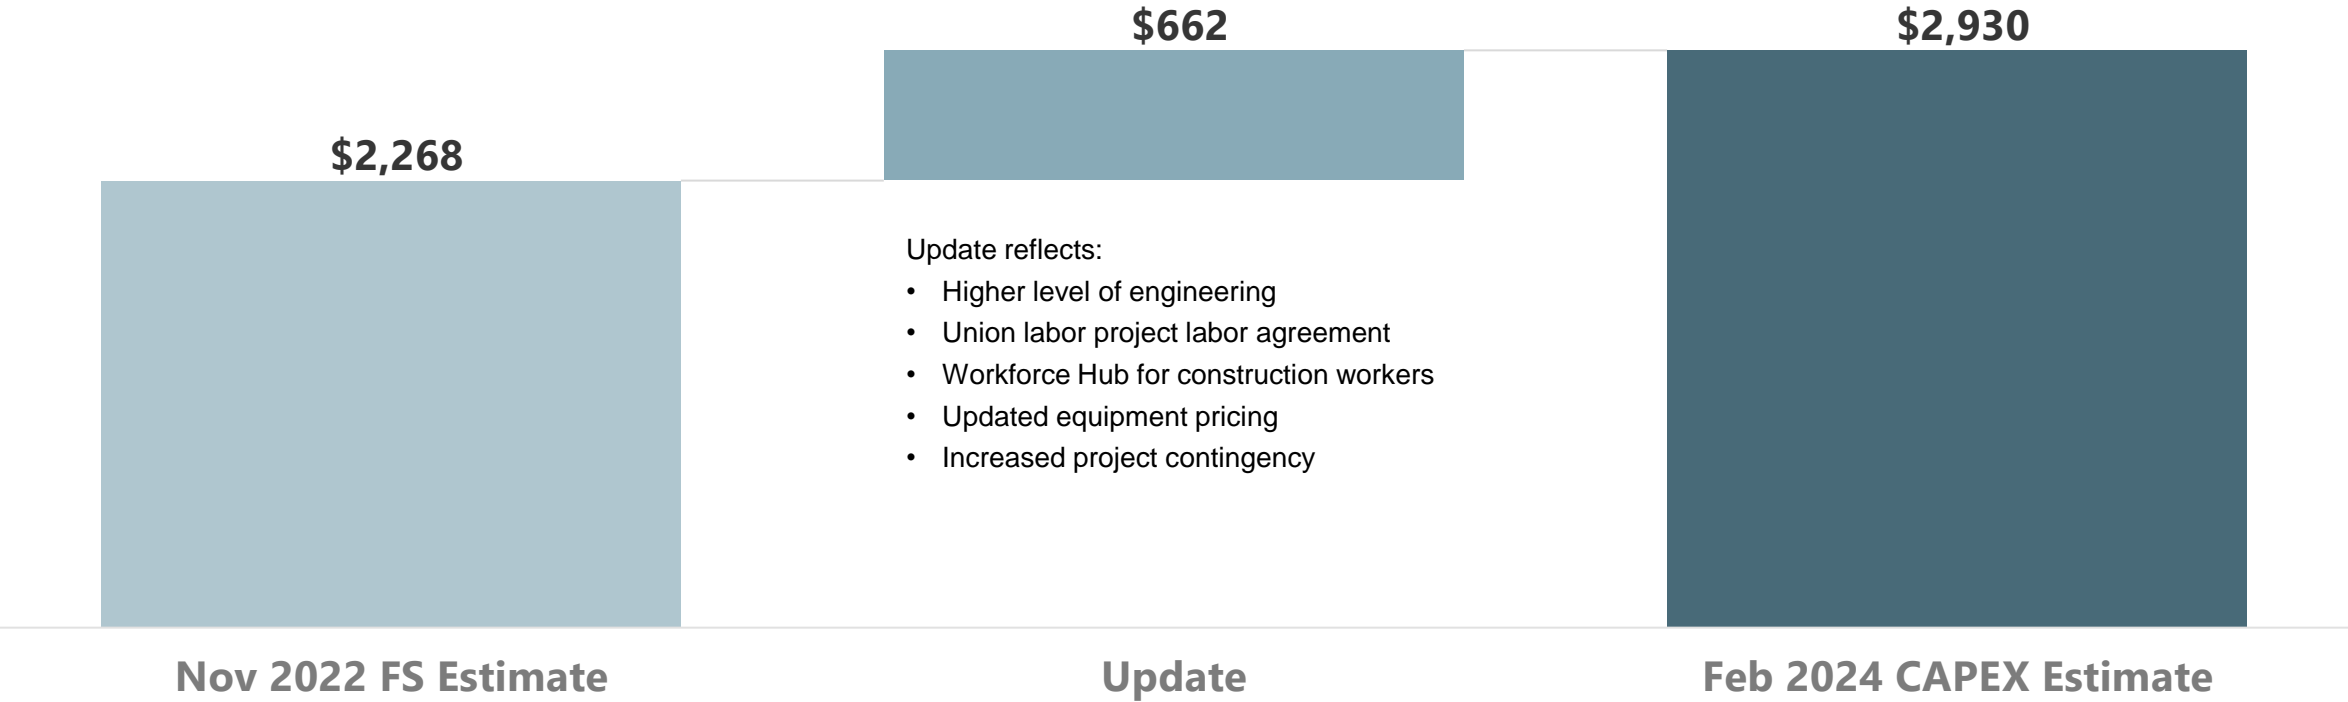 $662
$2,930
$2,268
Update reflects:
• Higher level of engineering
• Union labor project labor agreement
• Workforce Hub for construction workers
• Updated equipment pricing
• Increased project contingency
Nov 2022 FS Estimate
Update
Feb 2024 CAPEX Estimate